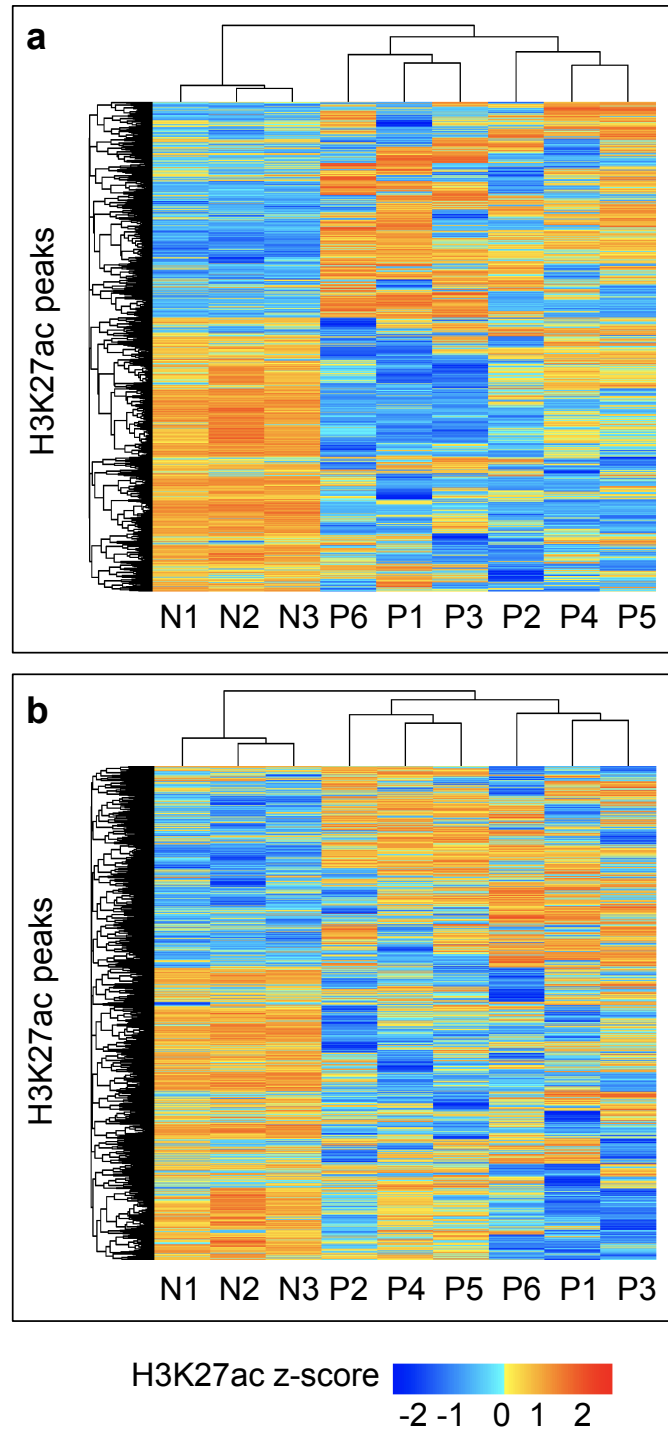 a
H3K27ac peaks
N1 N2 N3 P6 P1 P3 P2 P4 P5
b
H3K27ac peaks
N1 N2 N3 P2 P4 P5 P6 P1 P3
H3K27ac z-score
-2 -1 0 1 2